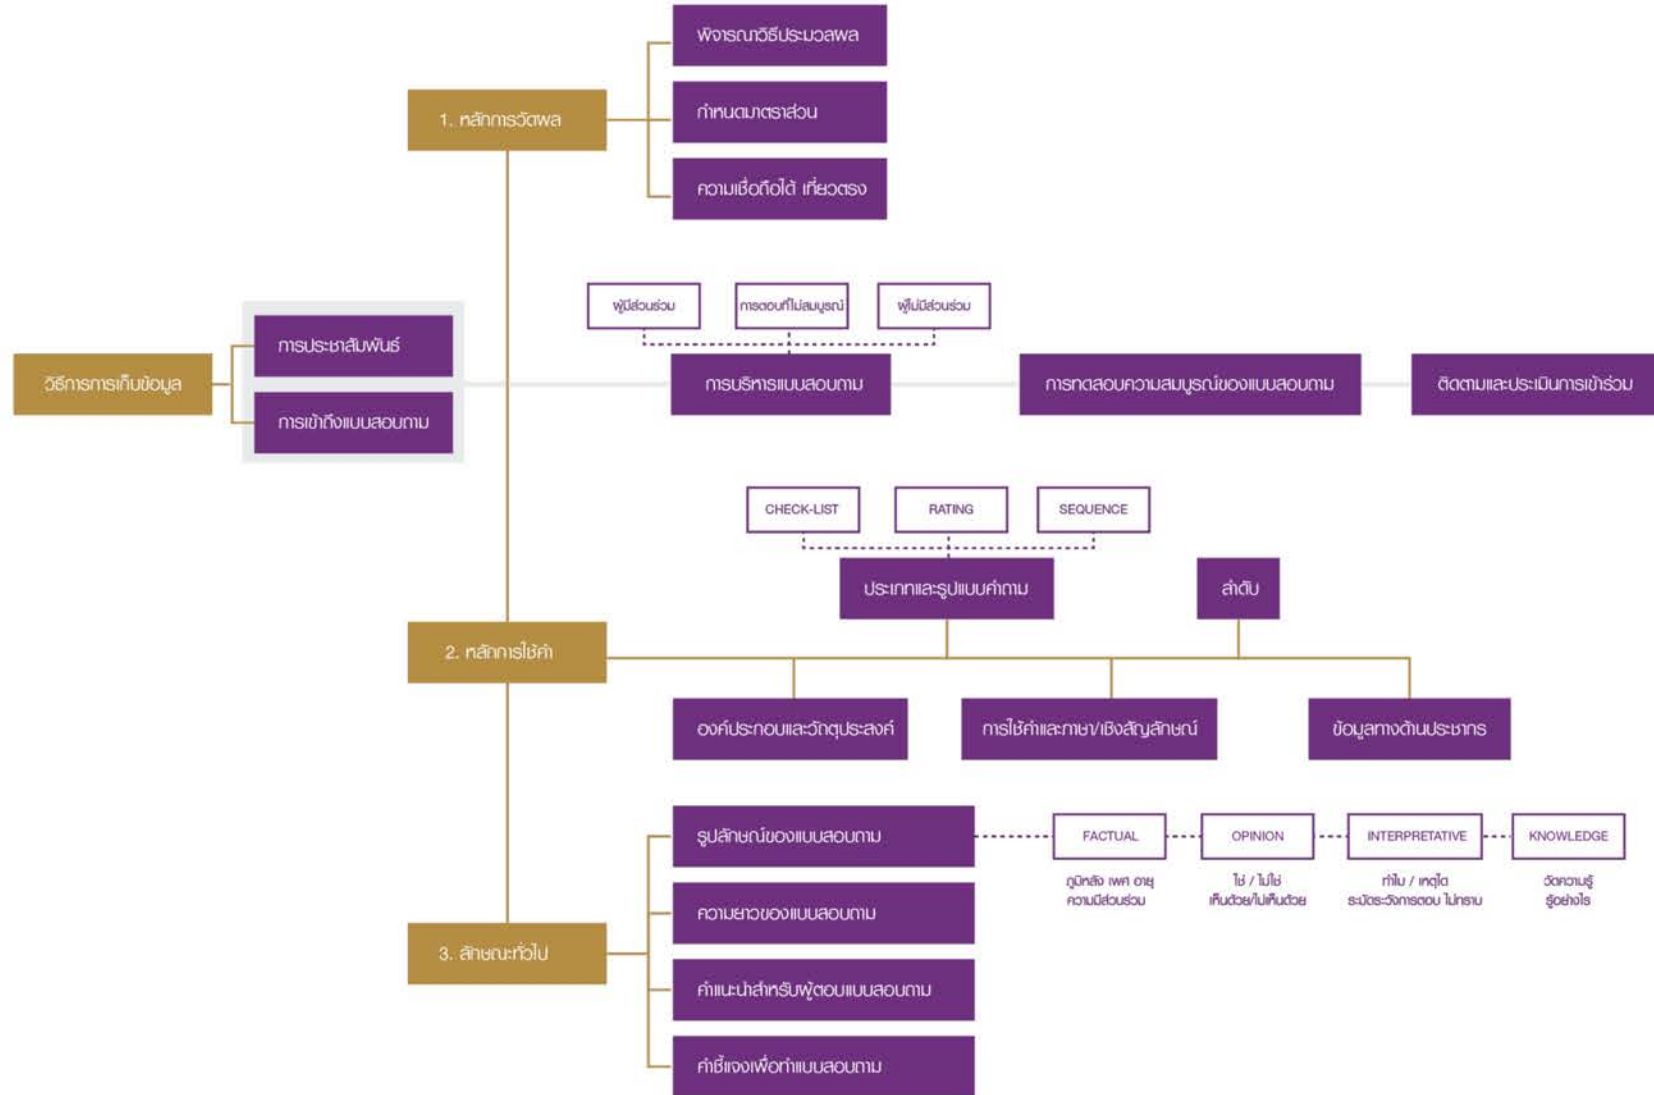 พิจารณาวิธีประมวลผล
1. หลักการวัดผล
กำหนดมาตราส่วน
ความเชื่อถือได้ เที่ยวตรง
ผู้มีส่วนร่วม
การตอบที่ไม่สมบูรณ์
ผู้ไม่มีส่วนร่วม
วิธีการการเก็บข้อมูล
การประชาสัมพันธ์
การเข้าถึงแบบสอบถาม
การบริหารแบบสอบถาม
การทดสอบความสมบูรณ์ของแบบสอบถาม
ติดตามและประเมินการเข้าร่วม
CHECK-LIST
RATING
SEQUENCE
ประเภทและรูปแบบคำถาม
ลำดับ
2. หลักการใช้คำ
องค์ประกอบและวัตถุประสงค์
การใช้คำและภาษา/เชิงสัญลักษณ์
ข้อมูลทางด้านประชากร
3. ลักษณะทั่วไป
รูปลักษณ์ของแบบสอบถาม
FACTUAL
OPINION
INTERPRETATIVE
KNOWLEDGE
ภูมิหลัง เพศ อายุ
ความมีส่วนร่วม
ใช่ / ไม่ใช่
เห็นด้วย/ไม่เห็นด้วย
ทำไม / เหตุใด
ระมัดระวังการตอบ ไม่ทราบ
วัดความรู้
รู้อย่างไร
ความยาวของแบบสอบถาม
คำแนะนำสำหรับผู้ตอบแบบสอบถาม
คำชี้แจงเพื่อทำแบบสอบถาม